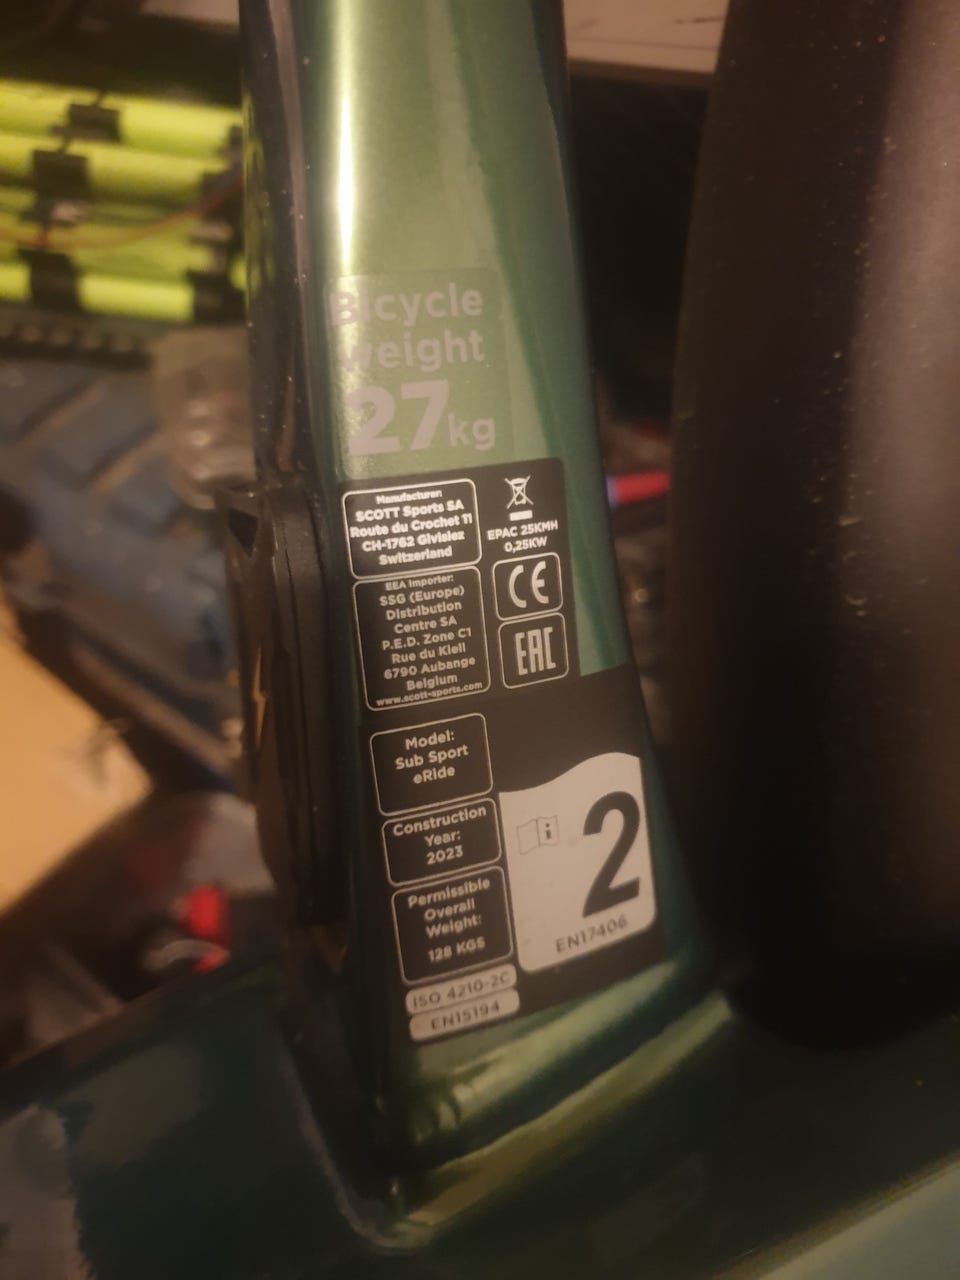 Bicycle
weight
27kg
Manufacturer:
SCOTT Sports SA
Route du Crochet 11
CH-1762 Givisiez
Switzerland
EPAC 25KMH
0,25KW
CE
EAC
EEA Importer:
SSG (Europe)
Distribution
Centre SA
P.E.D. Zone C1
Rue du Kiell
6790 Aubange
Belgium
www.scott-sports.com
Model:
Sub Sport
eRide
Construction
Year:
2023
Permissible
Overall
Weight:
128 KGS
i
2
EN17406
ISO 4210-2C
EN15194